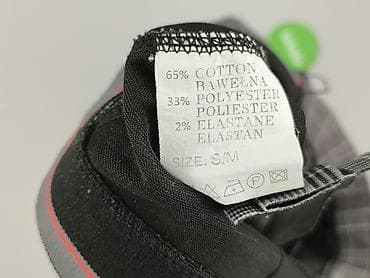 65% COTTON
BAWEŁNA
33% POLYESTER
POLIESTER
2% ELASTANE
ELASTAN
SIZE: S/M